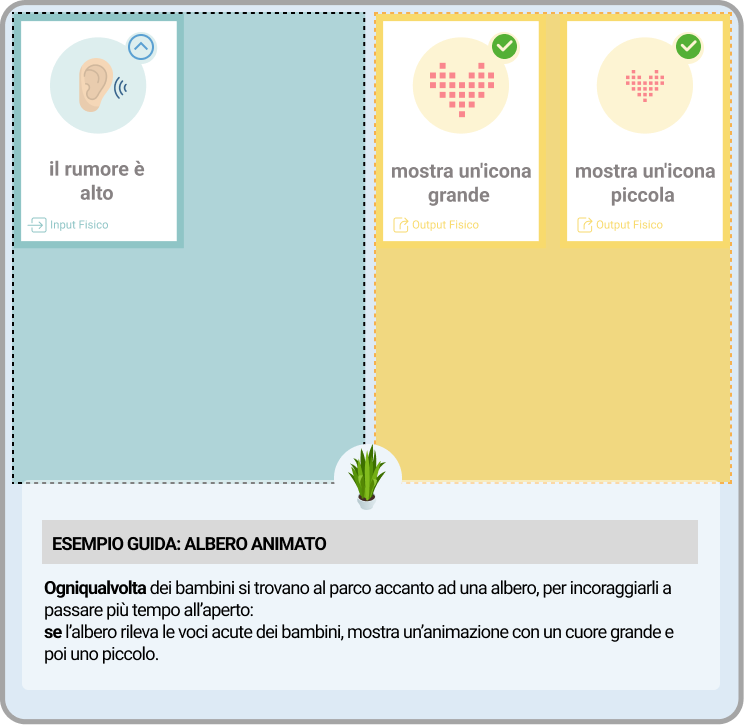 il rumore è
alto
Input Fisico
mostra un'icona
grande
Output Fisico
mostra un'icona
piccola
Output Fisico
ESEMPIO GUIDA: ALBERO ANIMATO
Ogniqualvolta dei bambini si trovano al parco accanto ad una albero, per incoraggiarli a
passare più tempo all'aperto:
se l'albero rileva le voci acute dei bambini, mostra un'animazione con un cuore grande e
poi uno piccolo.